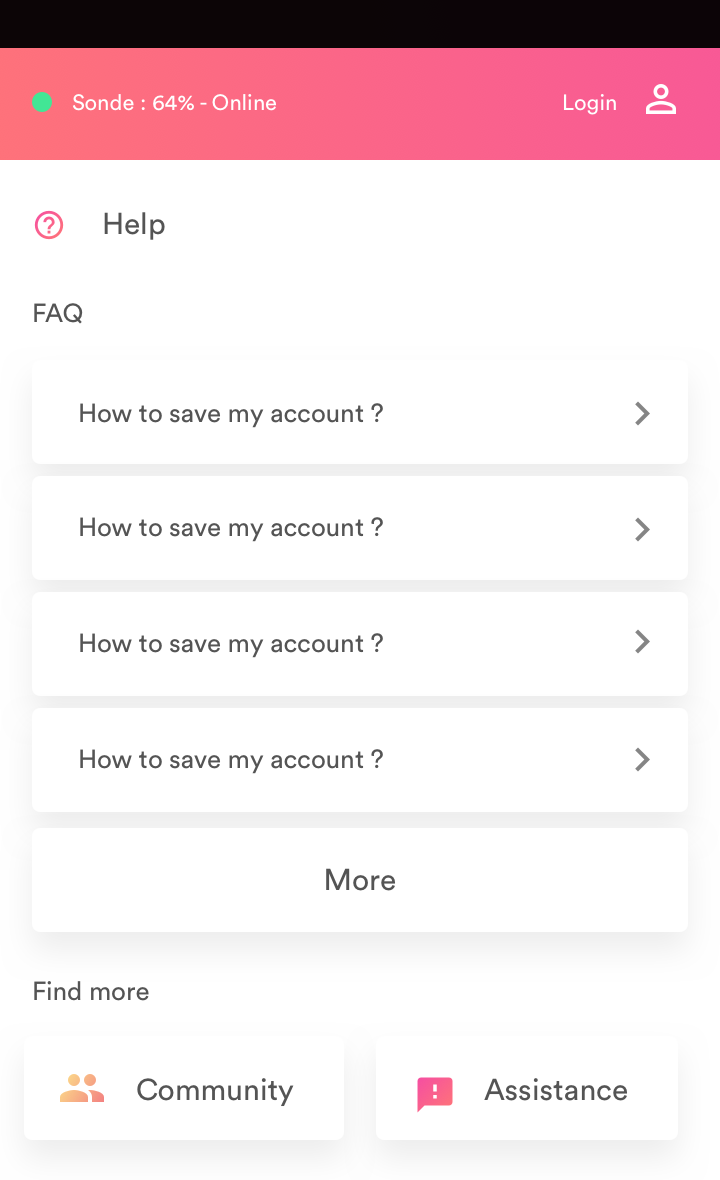 Sonde : 64% - Online
Login
Help
FAQ
How to save my account ?
How to save my account ?
How to save my account ?
How to save my account ?
More
Find more
Community
Assistance